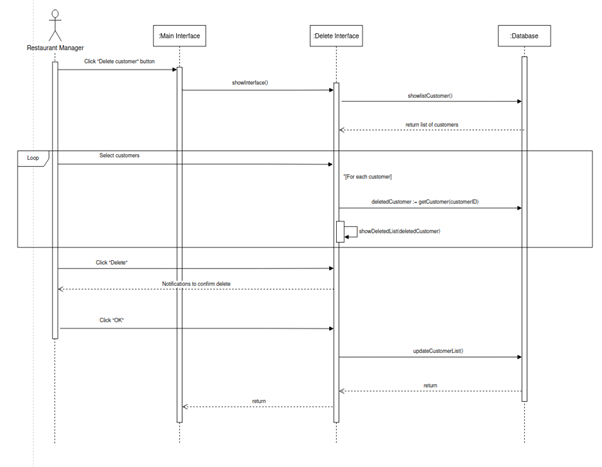 :Main Interface
:Delete Interface
:Database
Restaurant Manager
Click "Delete customer" button
showInterface()
showlistCustomer()
return list of customers
Loop
Select customers
*[For each customer]
deletedCustomer := getCustomer(customerID)
showDeletedList(deletedCustomer)
Click "Delete"
Notifications to confirm delete
Click "OK"
updateCustomerList()
return
return